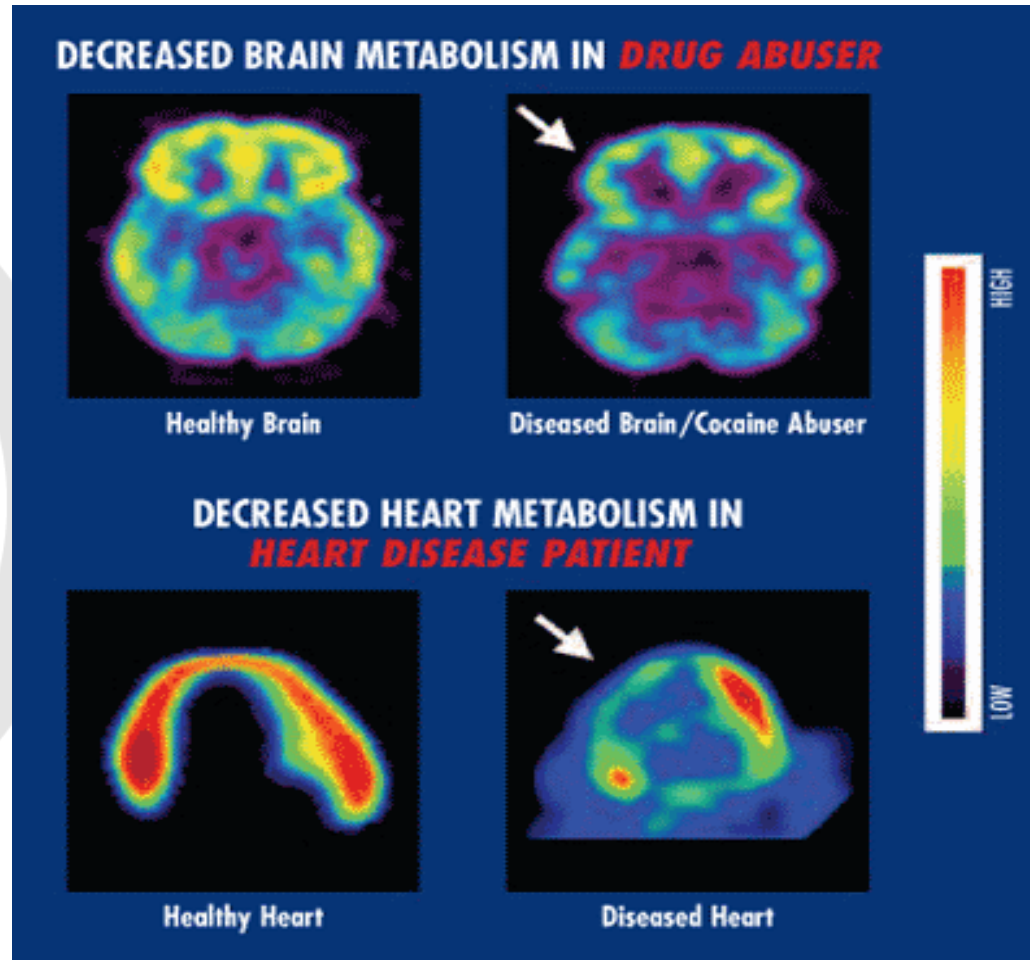 DECREASED BRAIN METABOLISM IN DRUG ABUSER
Healthy Brain
Diseased Brain/Cocaine Abuser
DECREASED HEART METABOLISM IN
HEART DISEASE PATIENT
Healthy Heart
Diseased Heart
HIGH
LOW